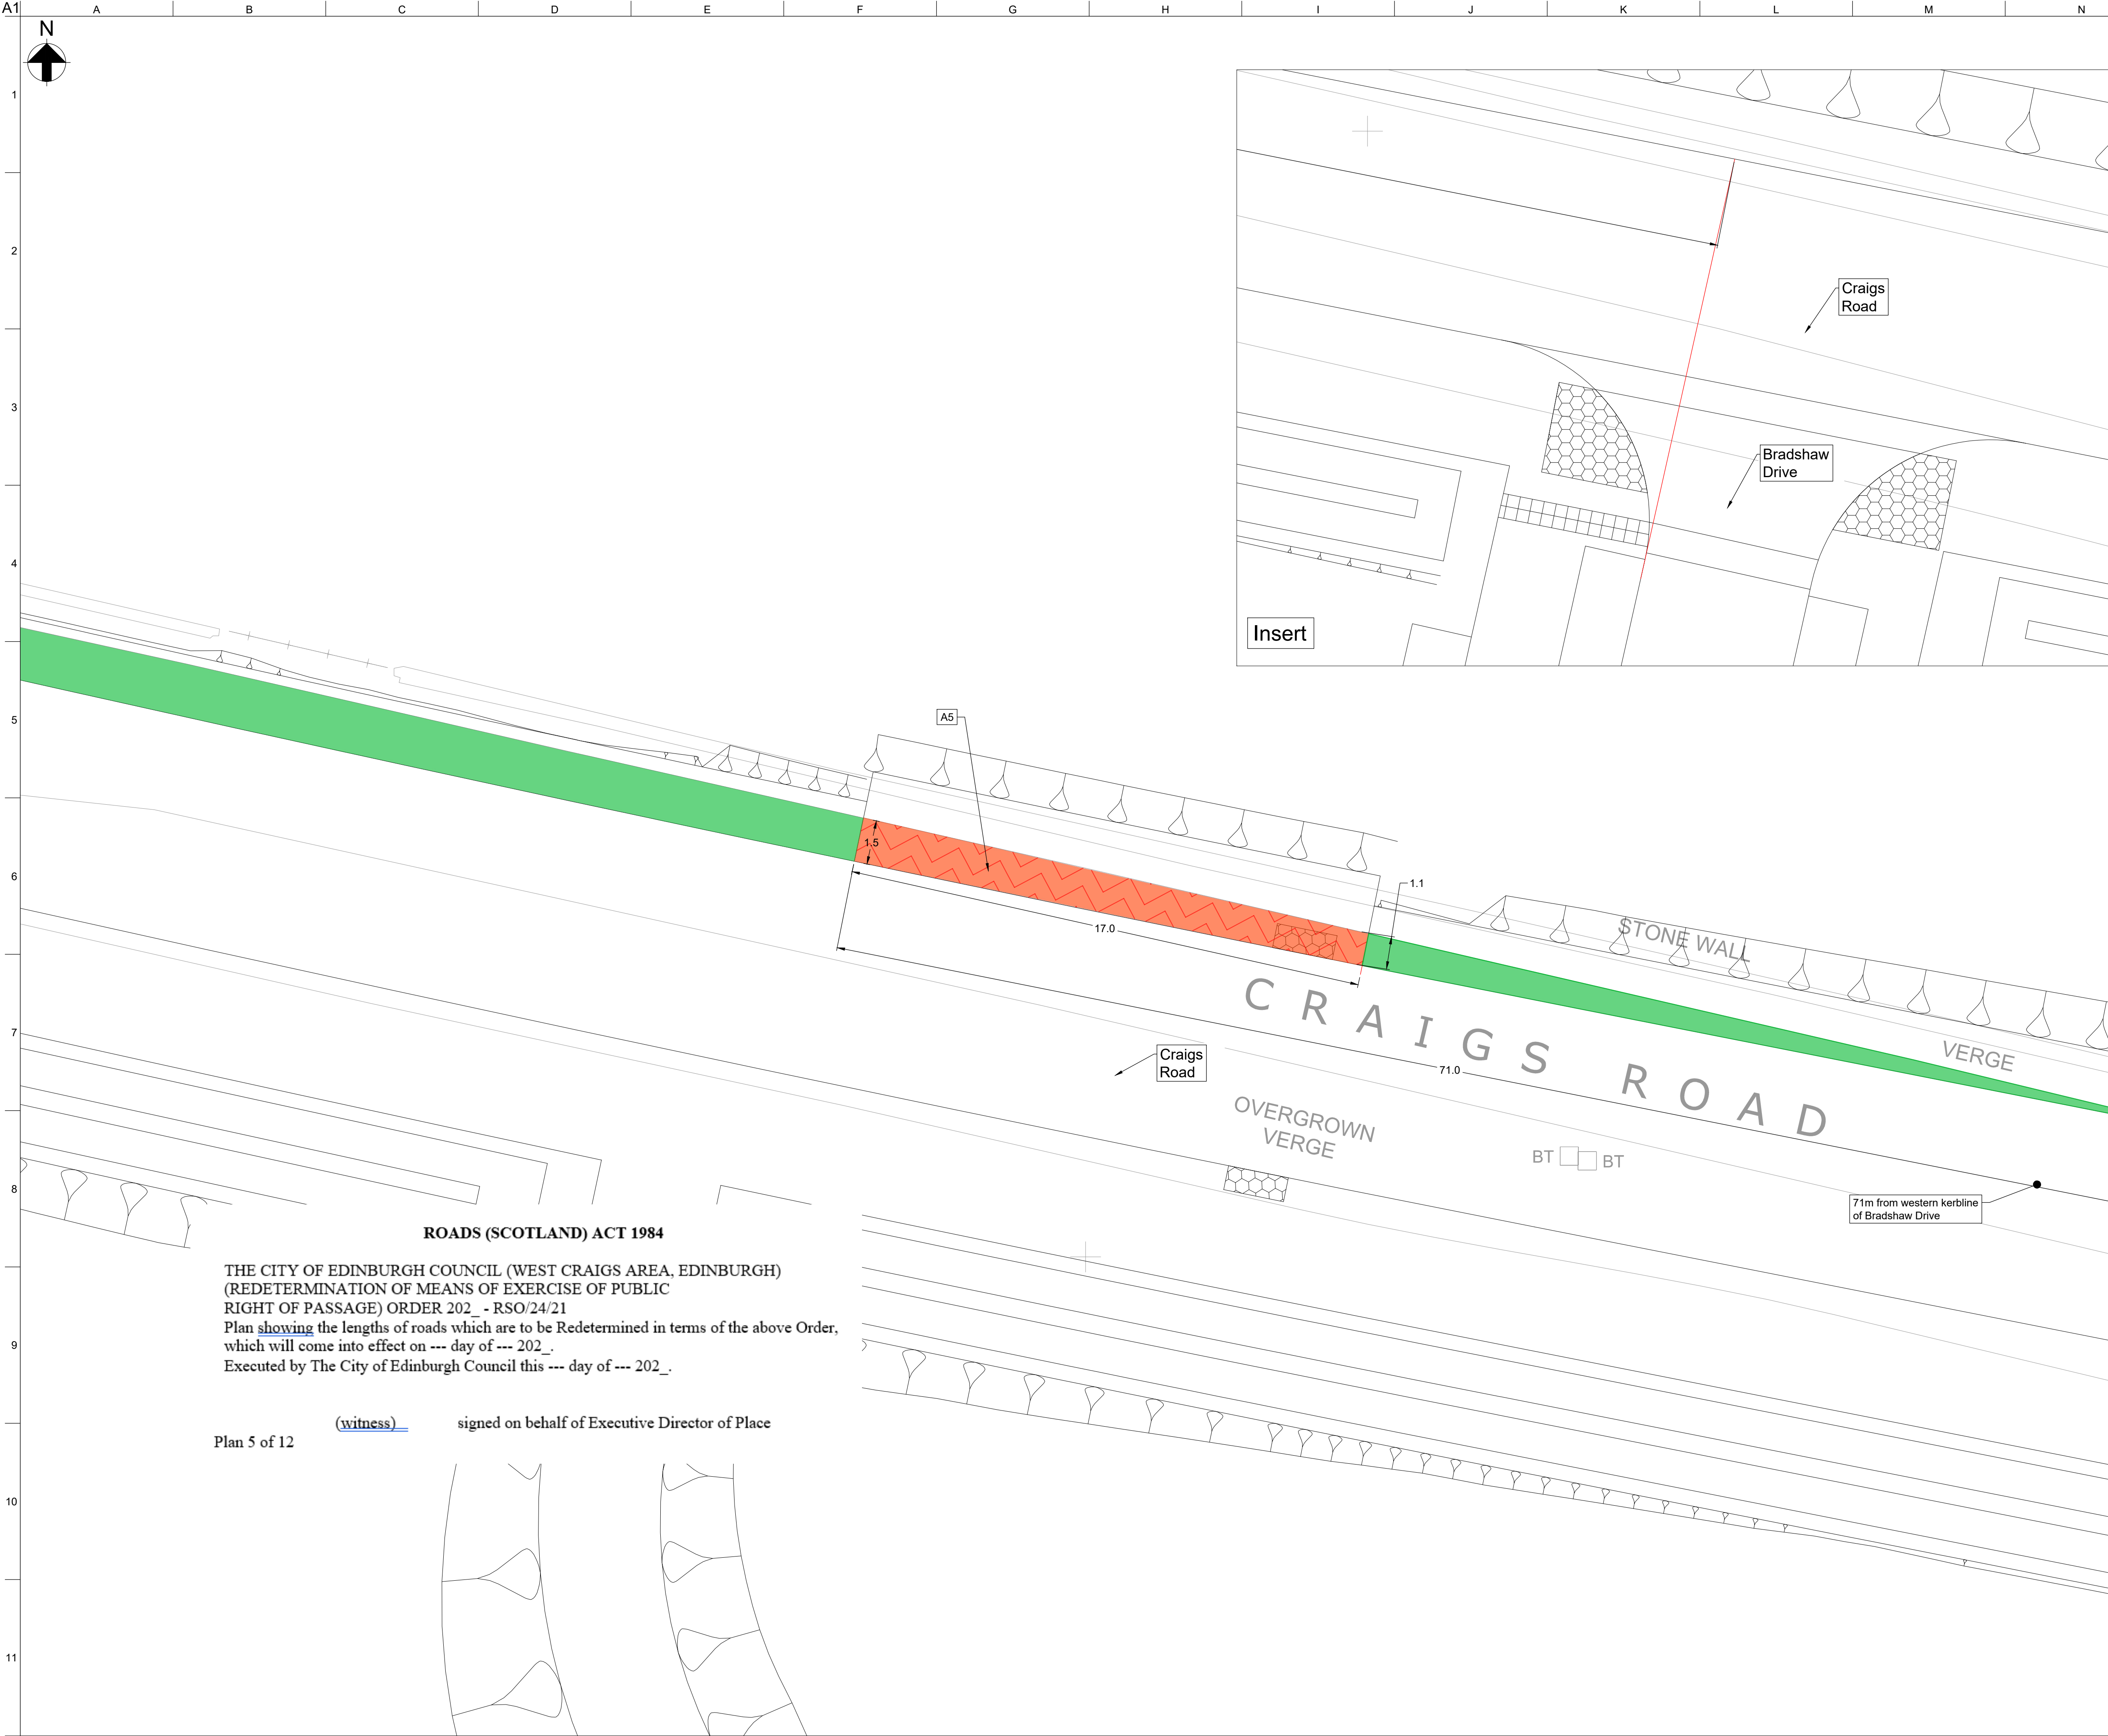 A1
A B C D E F G H I J K L M N
N
1
2
3
4
5
6
7
8
9
10
11
Craigs
Road
Bradshaw
Drive
Insert
A5
1.5
1.1
17.0
STONE WALL
CRAIGS ROAD
VERGE
71.0
Craigs
Road
OVERGROWN
VERGE
BT BT
71m from western kerbline
of Bradshaw Drive
ROADS (SCOTLAND) ACT 1984
THE CITY OF EDINBURGH COUNCIL (WEST CRAIGS AREA, EDINBURGH)
(REDETERMINATION OF MEANS OF EXERCISE OF PUBLIC
RIGHT OF PASSAGE) ORDER 202_ - RSO/24/21
Plan showing the lengths of roads which are to be Redetermined in terms of the above Order,
which will come into effect on --- day of --- 202_.
Executed by The City of Edinburgh Council this --- day of --- 202_.
(witness) signed on behalf of Executive Director of Place
Plan 5 of 12